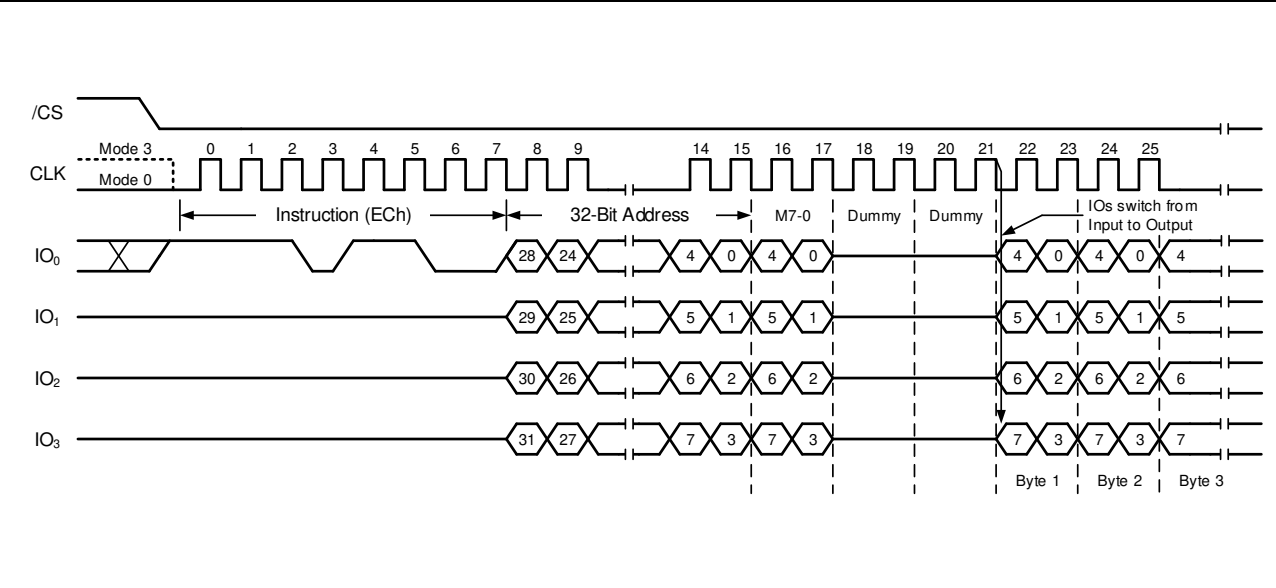 /CS
Mode 3
0 1 2 3 4 5 6 7 8 9 14 15 16 17 18 19 20 21 22 23 24 25
CLK
Mode 0
Instruction (ECh) 32-Bit Address M7-0 Dummy Dummy
IOs switch from
Input to Output
IO0 28 24 4 0 4 0 4 0 4 0 4
IO1 29 25 5 1 5 1 5 1 5 1 5
IO2 30 26 6 2 6 2 6 2 6 2 6
IO3 31 27 7 3 7 3 7 3 7 3 7
Byte 1 Byte 2 Byte 3